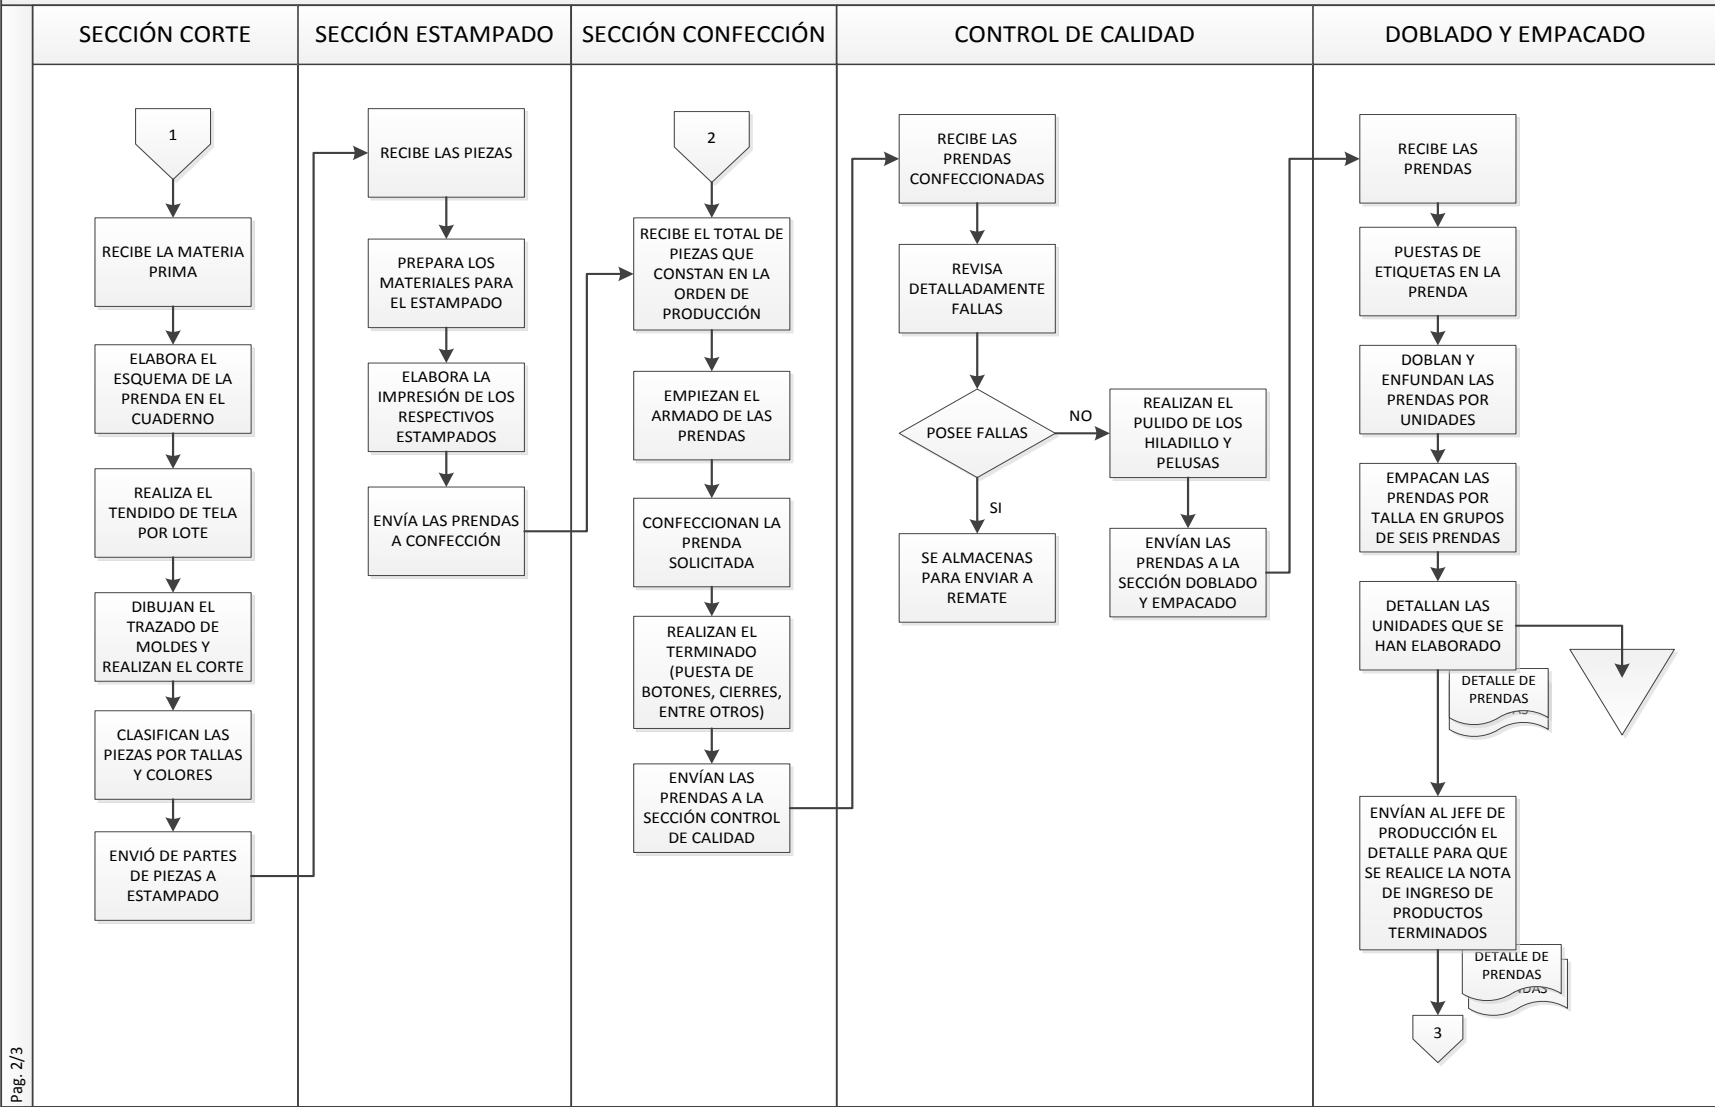 SECCIÓN CORTE
SECCIÓN ESTAMPADO
SECCIÓN CONFECCIÓN
CONTROL DE CALIDAD
DOBLADO Y EMPACADO
1
RECIBE LA MATERIA
PRIMA
ELABORA EL
ESQUEMA DE LA
PRENDA EN EL
CUADERNO
REALIZA EL
TENDIDO DE TELA
POR LOTE
DIBUJAN EL
TRAZADO DE
MOLDES Y
REALIZAN EL CORTE
CLASIFICAN LAS
PIEZAS POR TALLAS
Y COLORES
ENVIÓ DE PARTES
DE PIEZAS A
ESTAMPADO
RECIBE LAS PIEZAS
PREPARA LOS
MATERIALES PARA
EL ESTAMPADO
ELABORA LA
IMPRESIÓN DE LOS
RESPECTIVOS
ESTAMPADOS
ENVÍA LAS PRENDAS
A CONFECCIÓN
2
RECIBE EL TOTAL DE
PIEZAS QUE
CONSTAN EN LA
ORDEN DE
PRODUCCIÓN
EMPIEZAN EL
ARMADO DE LAS
PRENDAS
CONFECCIONAN LA
PRENDA
SOLICITADA
REALIZAN EL
TERMINADO
(PUESTA DE
BOTONES, CIERRES,
ENTRE OTROS)
ENVÍAN LAS
PRENDAS A LA
SECCIÓN CONTROL
DE CALIDAD
RECIBE LAS
PRENDAS
CONFECCIONADAS
REVISA
DETALLADAMENTE
FALLAS
POSEE FALLAS
NO
SI
SE ALMACENAS
PARA ENVIAR A
REMATE
REALIZAN EL
PULIDO DE LOS
HILADILLO Y
PELUSAS
ENVÍAN LAS
PRENDAS A LA
SECCIÓN DOBLADO
Y EMPACADO
RECIBE LAS
PRENDAS
PUESTAS DE
ETIQUETAS EN LA
PRENDA
DOBLAN Y
ENFUNDAN LAS
PRENDAS POR
UNIDADES
EMPACAN LAS
PRENDAS POR
TALLA EN GRUPOS
DE SEIS PRENDAS
DETALLAN LAS
UNIDADES QUE SE
HAN ELABORADO
DETALLE DE
PRENDAS
ENVÍAN AL JEFE DE
PRODUCCIÓN EL
DETALLE PARA QUE
SE REALICE LA NOTA
DE INGRESO DE
PRODUCTOS
TERMINADOS
DETALLE DE
PRENDAS
3
Pag. 2/3